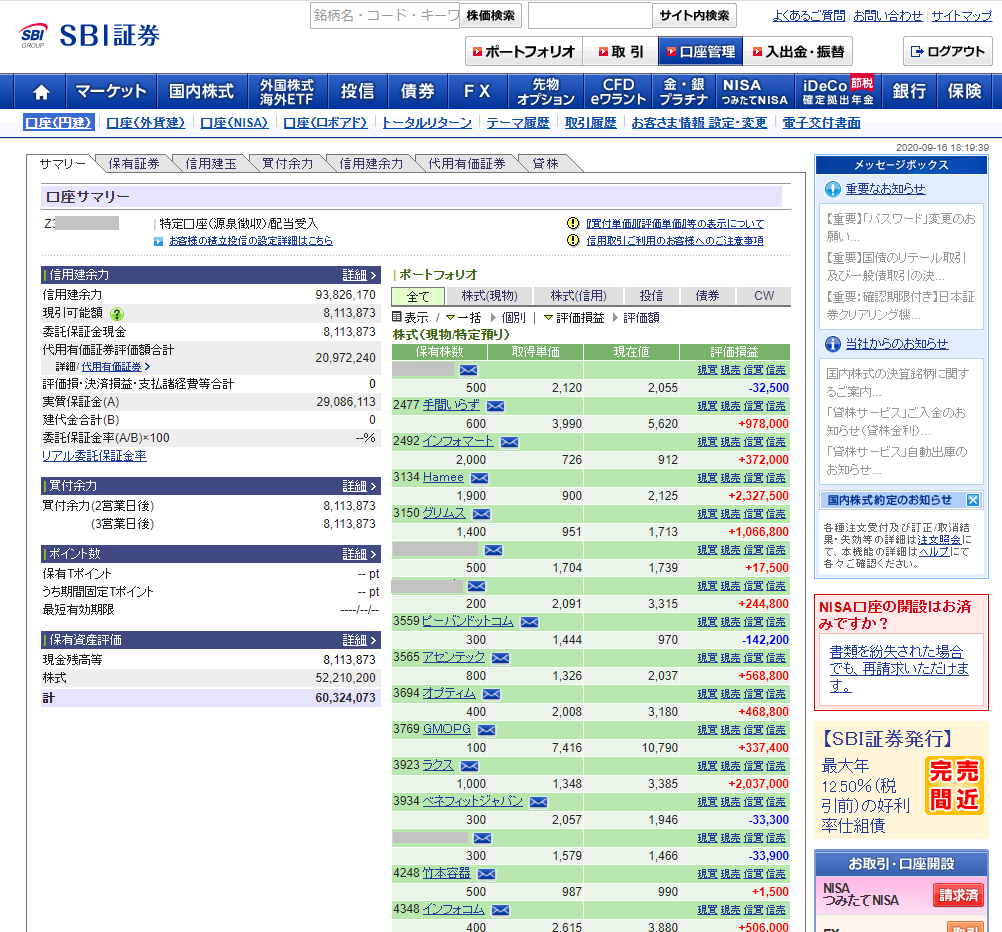 SBI
GROUP
SBI証券
銘柄名・コード・キーワ
株価検索
サイト内検索
よくあるご質問
お問い合わせ
サイトマップ
ポートフォリオ
取 引
口座管理
入出金・振替
ログアウト
マーケット
国内株式
外国株式
海外ETF
投信
債券
FX
先物
オプション
CFD
eワラント
金・銀
プラチナ
NISA
つみたてNISA
iDeCo 節税
確定拠出年金
銀行
保険
口座(円建)
口座(外貨建)
口座(NISA)
口座(ロボアド)
トータルリターン
テーマ履歴
取引履歴
お客さま情報 設定・変更
電子交付書面
2020-09-16 18:19:39
サマリー
保有証券
信用建玉
買付余力
信用建余力
代用有価証券
貸株
口座サマリー
Z3
特定口座(源泉徴収)/配当受入
お客様の積立投信の設定詳細はこちら
『買付単価』『評価単価』等の表示について
信用取引ご利用のお客様へのご注意事項
信用建余力 詳細
信用建余力 93,826,170
現引可能額 ? 8,113,873
委託保証金現金 8,113,873
代用有価証券評価額合計 20,972,240
詳細/代用有価証券
評価損・決済損益・支払諸経費等合計 0
実質保証金(A) 29,086,113
建代金合計(B) 0
委託保証金率(A/B)×100 --%
リアル委託保証金率
買付余力 詳細
買付余力(2営業日後) 8,113,873
(3営業日後) 8,113,873
ポイント数 詳細
保有Tポイント -- pt
うち期間固定Tポイント -- pt
最短有効期限 ----/--/--
保有資産評価 詳細
現金残高等 8,113,873
株式 52,210,200
計 60,324,073
ポートフォリオ
全て 株式(現物) 株式(信用) 投信 債券 CW
表示 / 一括 個別 | 評価損益 評価額
株式(現物/特定預り)
保有株数 取得単価 現在値 評価損益
現買 現売 信買 信売
500 2,120 2,055 -32,500
2477 手間いらず 現買 現売 信買 信売
600 3,990 5,620 +978,000
2492 インフォマート 現買 現売 信買 信売
2,000 726 912 +372,000
3134 Hamee 現買 現売 信買 信売
1,900 900 2,125 +2,327,500
3150 グリムス 現買 現売 信買 信売
1,400 951 1,713 +1,066,800
現買 現売 信買 信売
500 1,704 1,739 +17,500
現買 現売 信買 信売
200 2,091 3,315 +244,800
3559 ピーバンドットコム 現買 現売 信買 信売
300 1,444 970 -142,200
3565 アセンテック 現買 現売 信買 信売
800 1,326 2,037 +568,800
3694 オプティム 現買 現売 信買 信売
400 2,008 3,180 +468,800
3769 GMOPG 現買 現売 信買 信売
100 7,416 10,790 +337,400
3923 ラクス 現買 現売 信買 信売
1,000 1,348 3,385 +2,037,000
3934 ベネフィットジャパン 現買 現売 信買 信売
300 2,057 1,946 -33,300
現買 現売 信買 信売
300 1,579 1,466 -33,900
4248 竹本容器 現買 現売 信買 信売
500 987 990 +1,500
4348 インフォコム 現買 現売 信買 信売
400 2,615 3,880 +506,000
メッセージボックス
重要なお知らせ
【重要】「パスワード」変更のお
願い...
【重要】国債のリテール取引
及び一般債取引の決...
【重要:確認期限付き】日本証
券クリアリング機...
当社からのお知らせ
国内株式の決算銘柄に関す
るご案内...
「貸株サービス」ご入金のお
知らせ(貸株金利)...
「貸株サービス」自動出庫の
お知らせ...
国内株式約定のお知らせ
各種注文受付及び訂正/取消結
果・失効等の詳細は注文照会に
て、本機能の詳細はヘルプにて
各々ご確認ください。
NISA口座の開設はお済
みですか?
書類を紛失された場合
でも、再請求いただけま
す。
【SBI証券発行】
最大年
12.50%(税
引前)の好利
率仕組債
完売
間近
お取引・口座開設
NISA
つみたてNISA
請求済
FX
取引